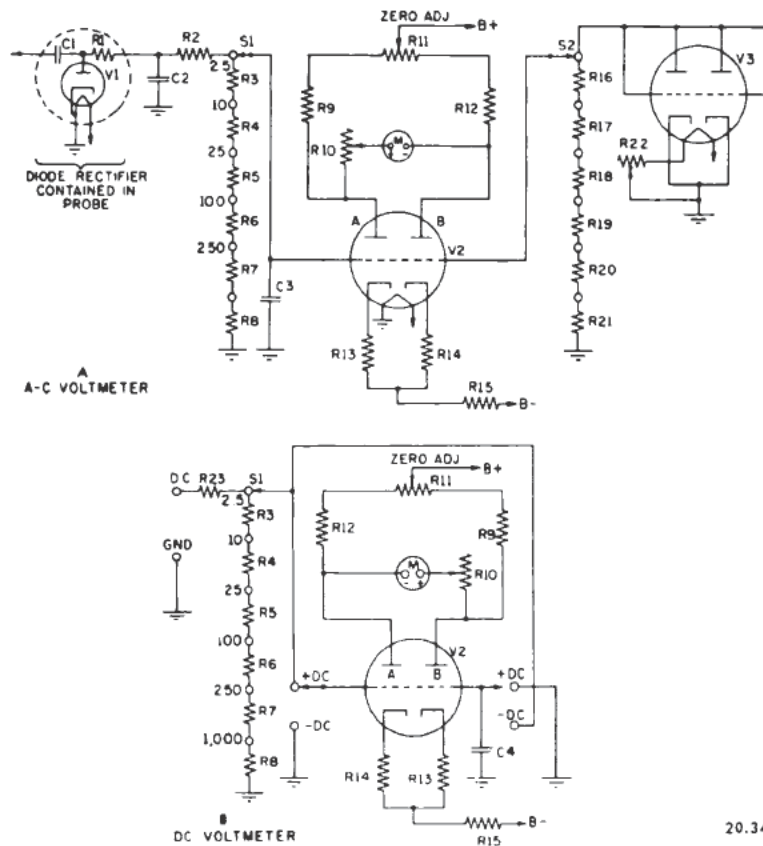 ZERO ADJ
B+
R11
C1
R1
R2
S1
S2
V1
V3
C2
2.5
R3
10
R4
25
R5
100
R6
250
R7
R8
DIODE RECTIFIER
CONTAINED IN
PROBE
R9
R12
R10
M
A
B
V2
C3
R13
R14
R15
B-
R16
R17
R18
R19
R20
R21
R22
A
A-C VOLTMETER
ZERO ADJ
B+
R11
DC
R23
S1
2.5
R3
10
R4
25
R5
100
R6
250
R7
1,000
R8
GND
R12
R9
M
- +
R10
A
B
V2
+DC
-DC
+DC
-DC
C4
R14
R13
R15
B-
B
DC VOLTMETER
20.34